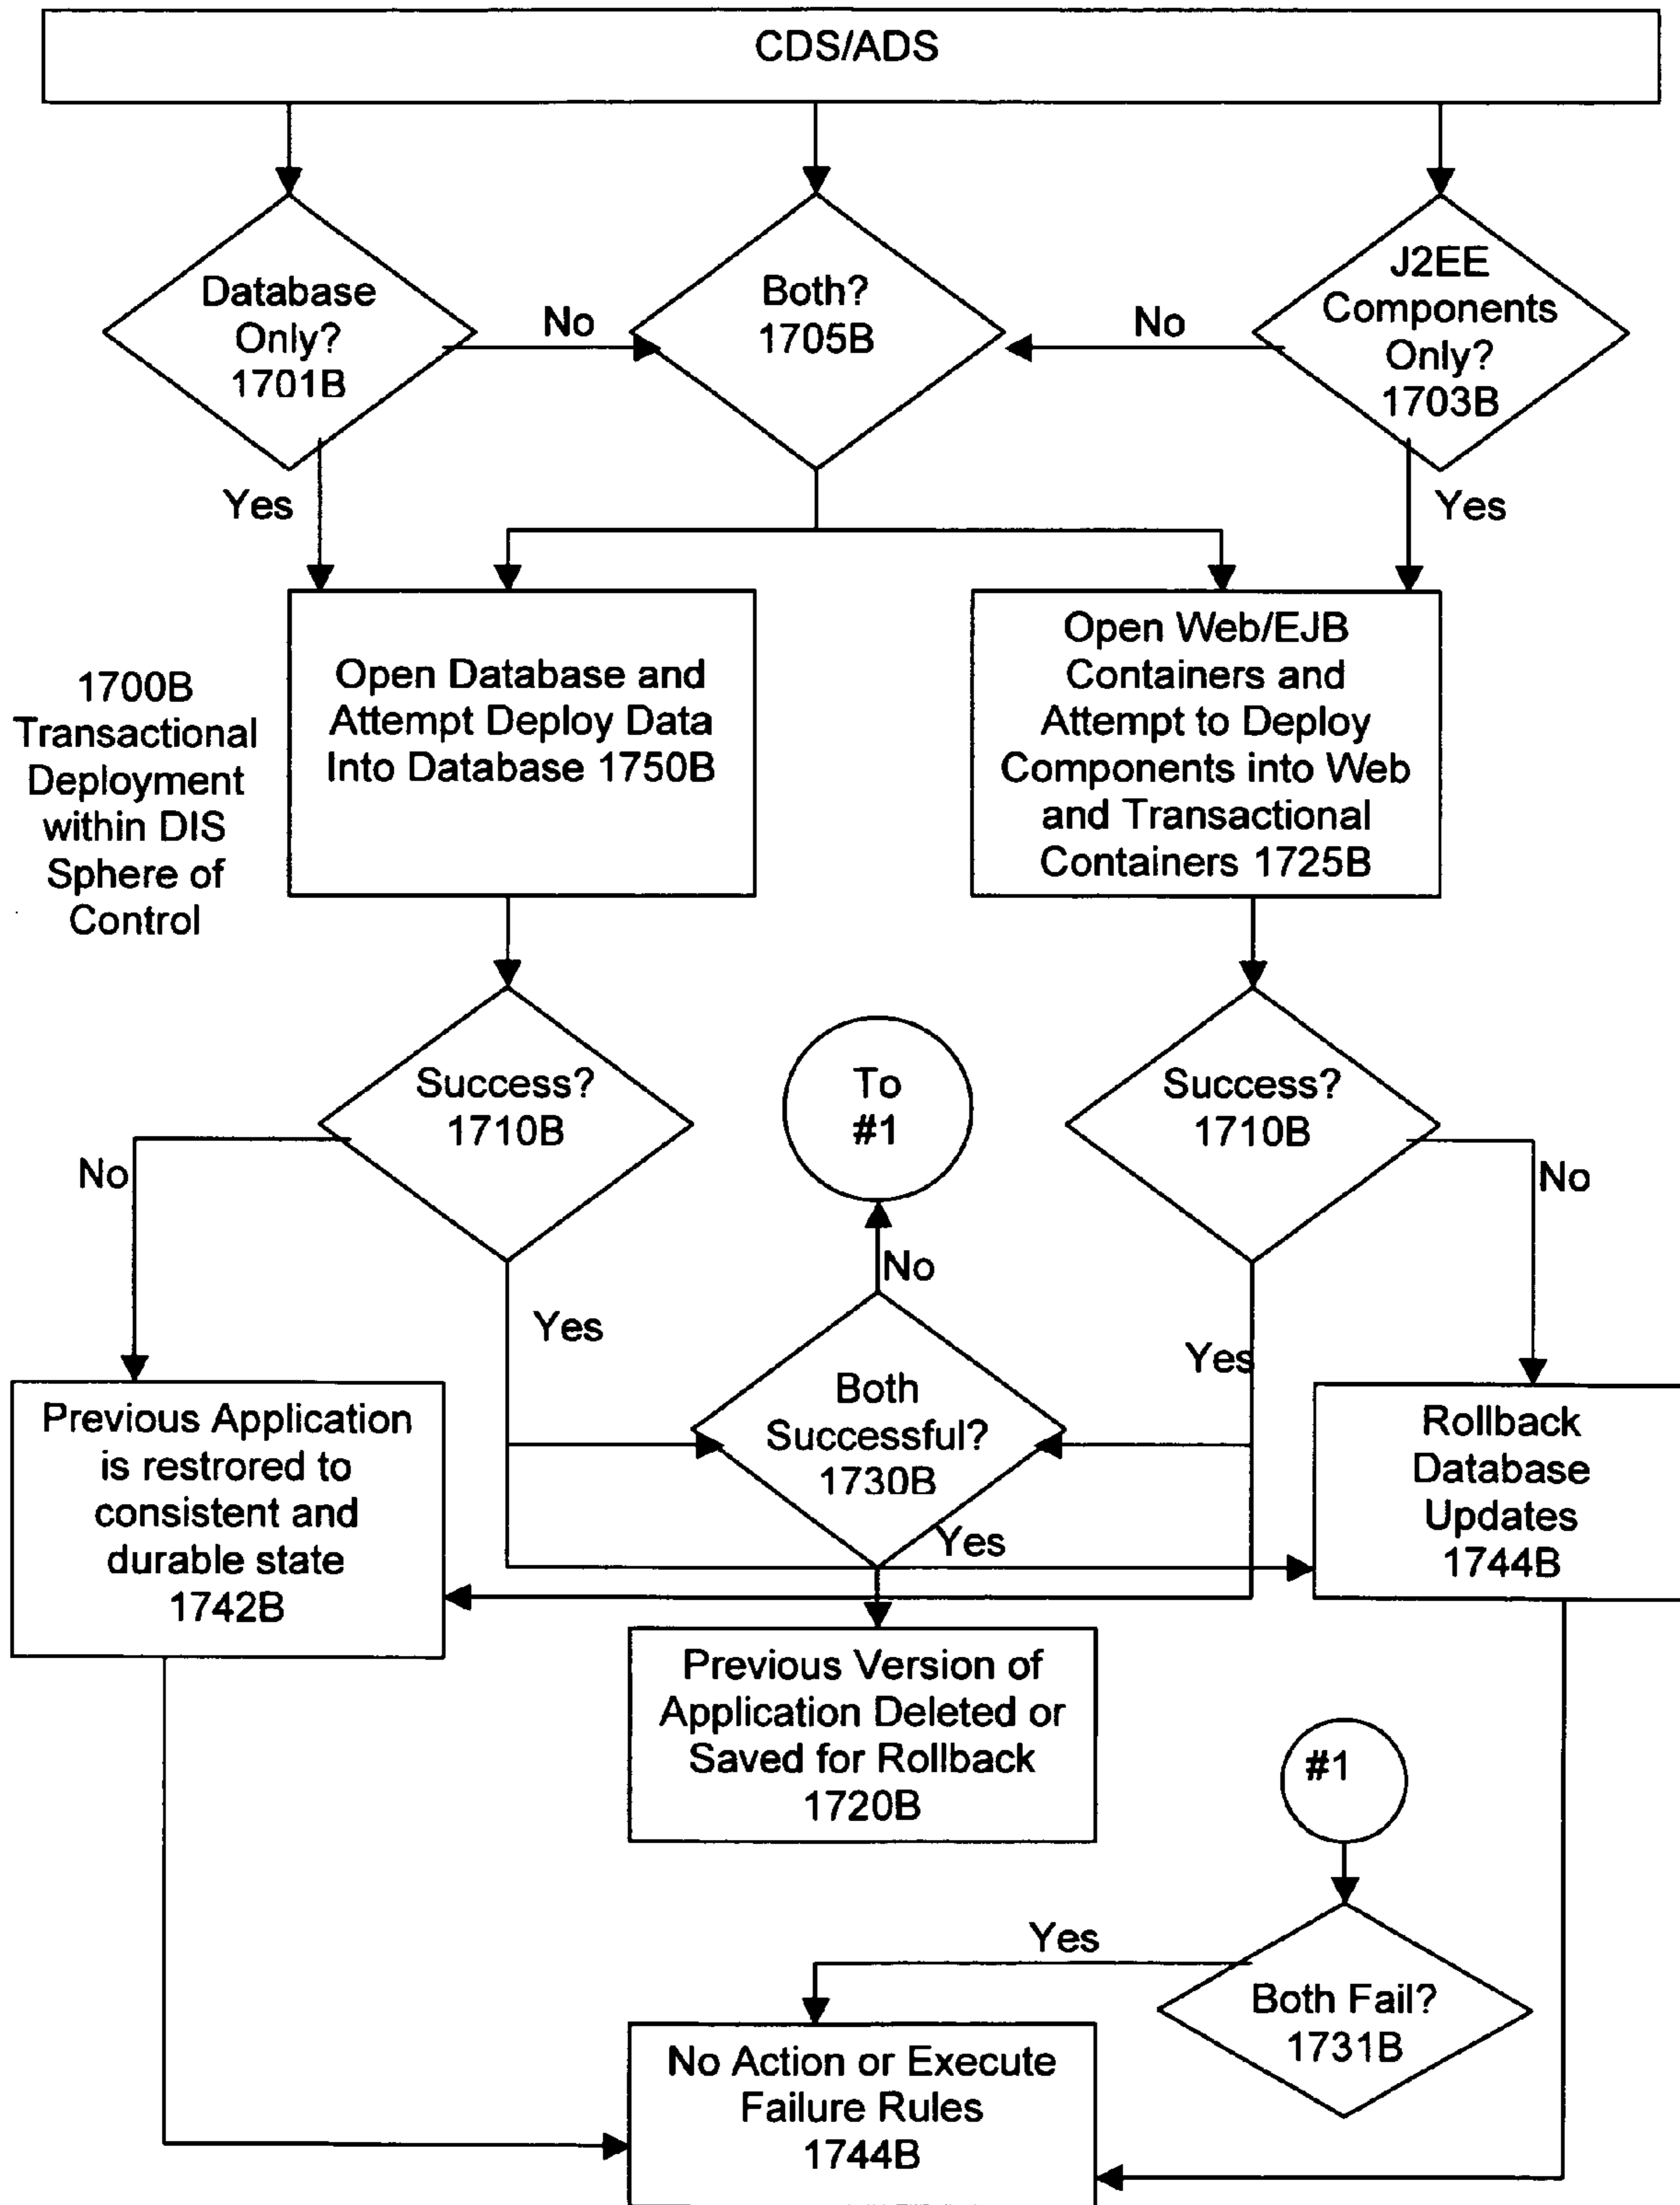 CDS/ADS
Database
Only?
1701B
No
Both?
1705B
No
J2EE
Components
Only?
1703B
Yes
Yes
1700B
Transactional
Deployment
within DIS
Sphere of
Control
Open Database and
Attempt Deploy Data
Into Database 1750B
Open Web/EJB
Containers and
Attempt to Deploy
Components into Web
and Transactional
Containers 1725B
Success?
1710B
To
#1
Success?
1710B
No
No
No
Yes
Yes
Both
Successful?
1730B
Yes
Previous Application
is restrored to
consistent and
durable state
1742B
Rollback
Database
Updates
1744B
Previous Version of
Application Deleted or
Saved for Rollback
1720B
#1
Yes
Both Fail?
1731B
No Action or Execute
Failure Rules
1744B